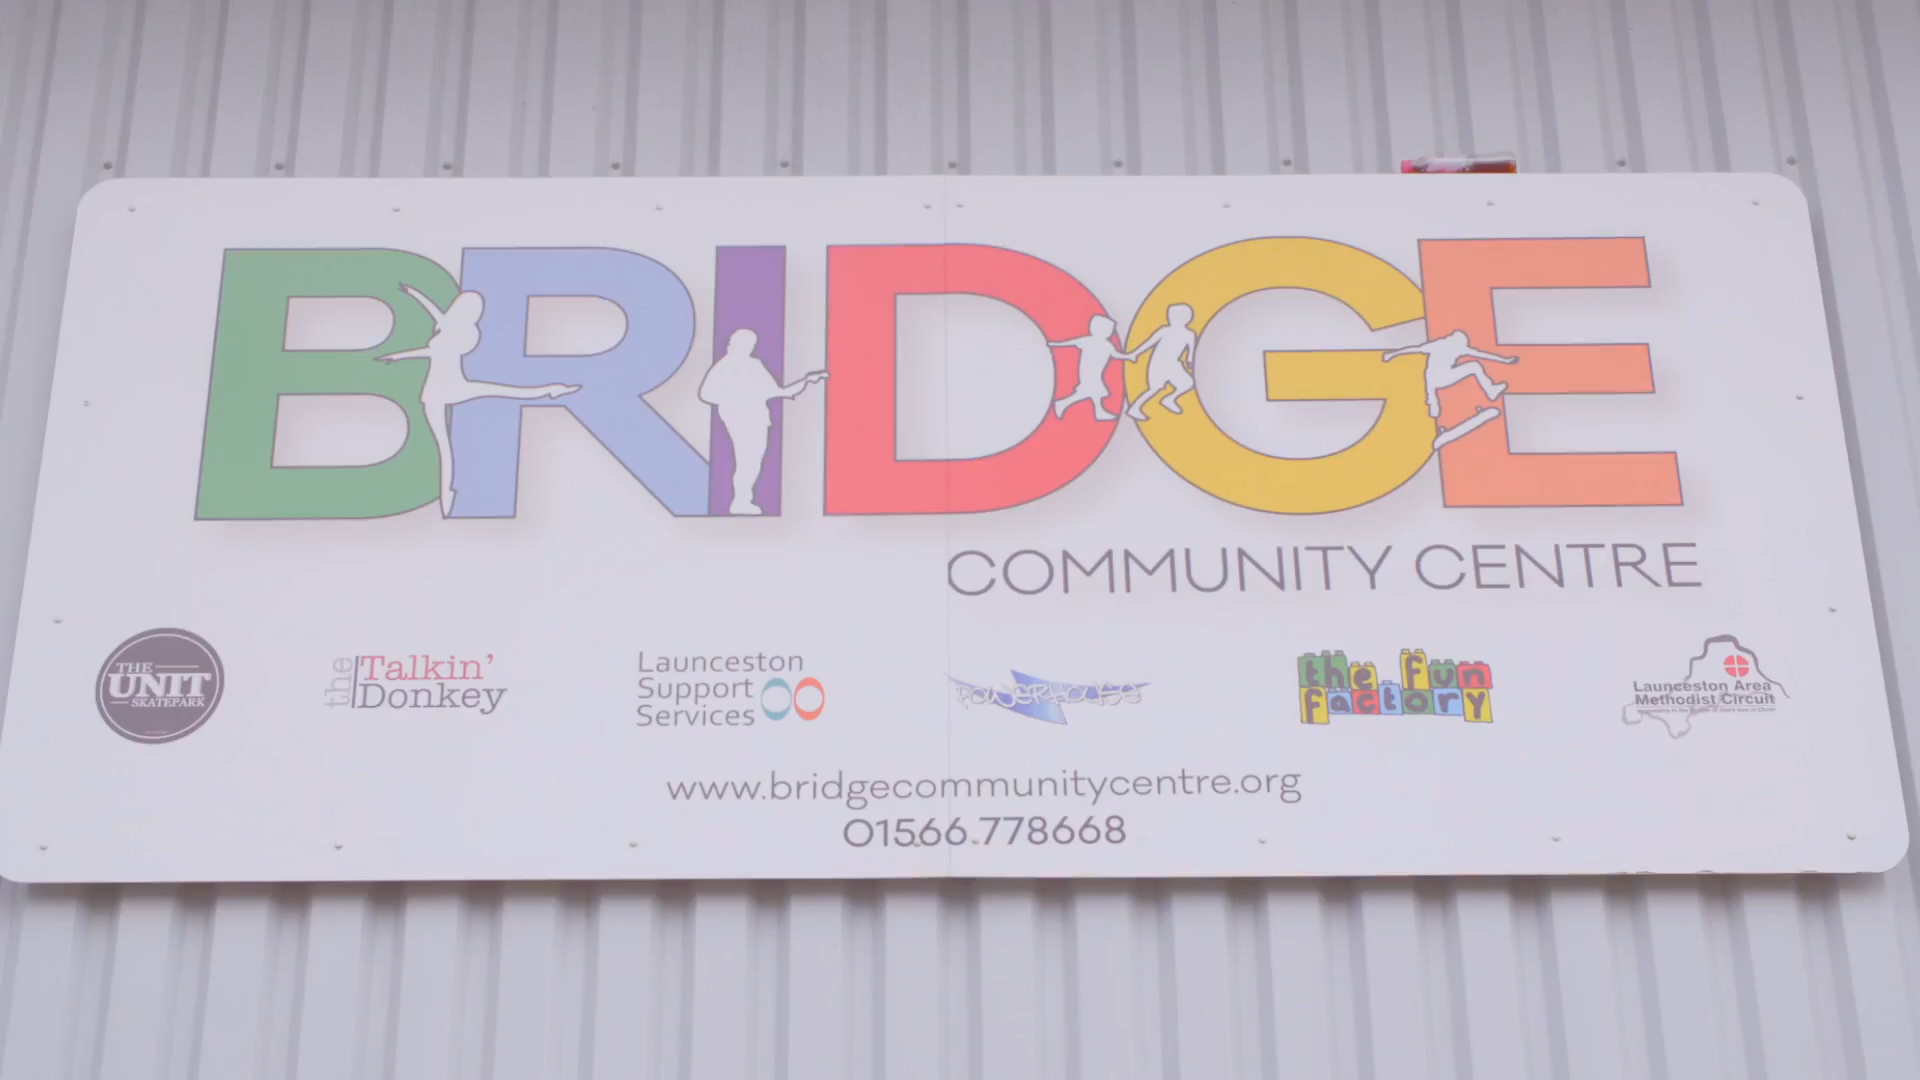 BRIDGE
COMMUNITY CENTRE
THE
UNIT
SKATEPARK
the
Talkin'
Donkey
Launceston
Support
Services
POWERHOUSE
the fun
factory
Launceston Area
Methodist Circuit
www.bridgecommunitycentre.org
01566.778668